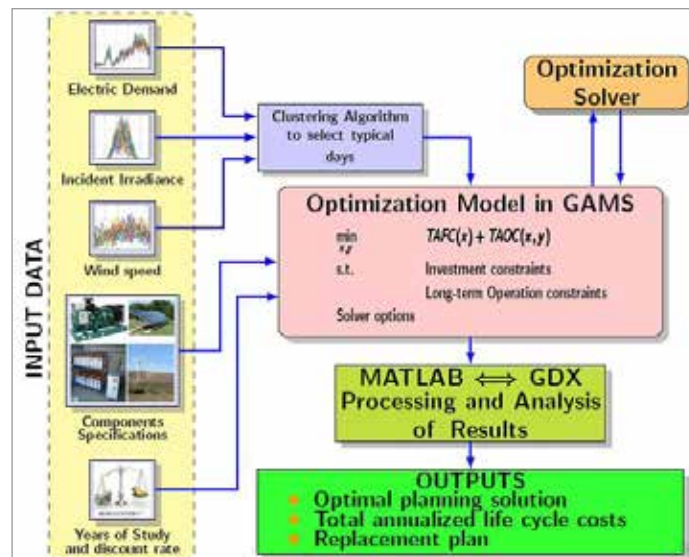 INPUT DATA
Electric Demand
Incident Irradiance
Wind speed
Components
Specifications
Years of Study
and discount rate
Clustering Algorithm
to select typical
days
Optimization
Solver
Optimization Model in GAMS
min TAFC(x) + TAOC(x,y)
x,y
s.t. Investment constraints
Long-term Operation constraints
Solver options
MATLAB ⟺ GDX
Processing and Analysis
of Results
OUTPUTS
Optimal planning solution
Total annualized life cycle costs
Replacement plan